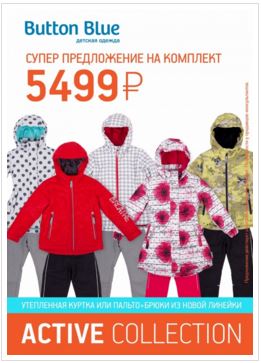 Button Blue
детская одежда
СУПЕР ПРЕДЛОЖЕНИЕ НА КОМПЛЕКТ
5499₽
УТЕПЛЕННАЯ КУРТКА ИЛИ ПАЛЬТО+БРЮКИ ИЗ НОВОЙ ЛИНЕЙКИ
ACTIVE COLLECTION